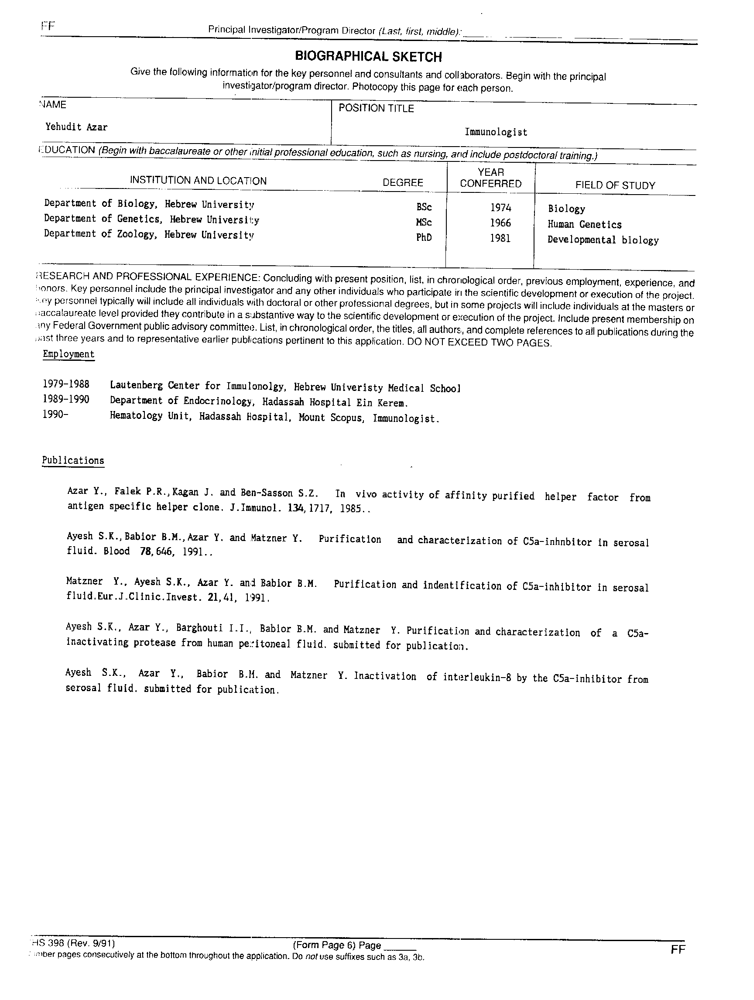 FF
Principal Investigator/Program Director (Last, first, middle):
BIOGRAPHICAL SKETCH
Give the following information for the key personnel and consultants and collaborators. Begin with the principal
investigator/program director. Photocopy this page for each person.
NAME
POSITION TITLE
Yehudit Azar
Immunologist
EDUCATION (Begin with baccalaureate or other initial professional education, such as nursing, and include postdoctoral training.)
INSTITUTION AND LOCATION DEGREE YEAR CONFERRED FIELD OF STUDY
Department of Biology, Hebrew University BSc 1974 Biology
Department of Genetics, Hebrew University MSc 1966 Human Genetics
Department of Zoology, Hebrew University PhD 1981 Developmental biology
RESEARCH AND PROFESSIONAL EXPERIENCE: Concluding with present position, list, in chronological order, previous employment, experience, and
honors. Key personnel include the principal investigator and any other individuals who participate in the scientific development or execution of the project.
Key personnel typically will include all individuals with doctoral or other professional degrees, but in some projects will include individuals at the masters or
baccalaureate level provided they contribute in a substantive way to the scientific development or execution of the project. Include present membership on
any Federal Government public advisory committee. List, in chronological order, the titles, all authors, and complete references to all publications during the
past three years and to representative earlier publications pertinent to this application. DO NOT EXCEED TWO PAGES.
Employment
1979-1988 Lautenberg Center for Immulonolgy, Hebrew Univeristy Medical School
1989-1990 Department of Endocrinology, Hadassah Hospital Ein Kerem.
1990- Hematology Unit, Hadassah Hospital, Mount Scopus, Immunologist.
Publications
Azar Y., Falek P.R.,Kagan J. and Ben-Sasson S.Z. In vivo activity of affinity purified helper factor from
antigen specific helper clone. J.Immunol. 134,1717, 1985..
Ayesh S.K.,Babior B.M.,Azar Y. and Matzner Y. Purification and characterization of C5a-inhnbitor in serosal
fluid. Blood 78,646, 1991..
Matzner Y., Ayesh S.K., Azar Y. and Babior B.M. Purification and indentification of C5a-inhibitor in serosal
fluid.Eur.J.Clinic.Invest. 21,41, 1991.
Ayesh S.K., Azar Y., Barghouti I.I., Babior B.M. and Matzner Y. Purification and characterization of a C5a-
inactivating protease from human peritoneal fluid. submitted for publication.
Ayesh S.K., Azar Y., Babior B.M. and Matzner Y. Inactivation of interleukin-8 by the C5a-inhibitor from
serosal fluid. submitted for publication.
HS 398 (Rev. 9/91) (Form Page 6) Page FF
Number pages consecutively at the bottom throughout the application. Do not use suffixes such as 3a, 3b.